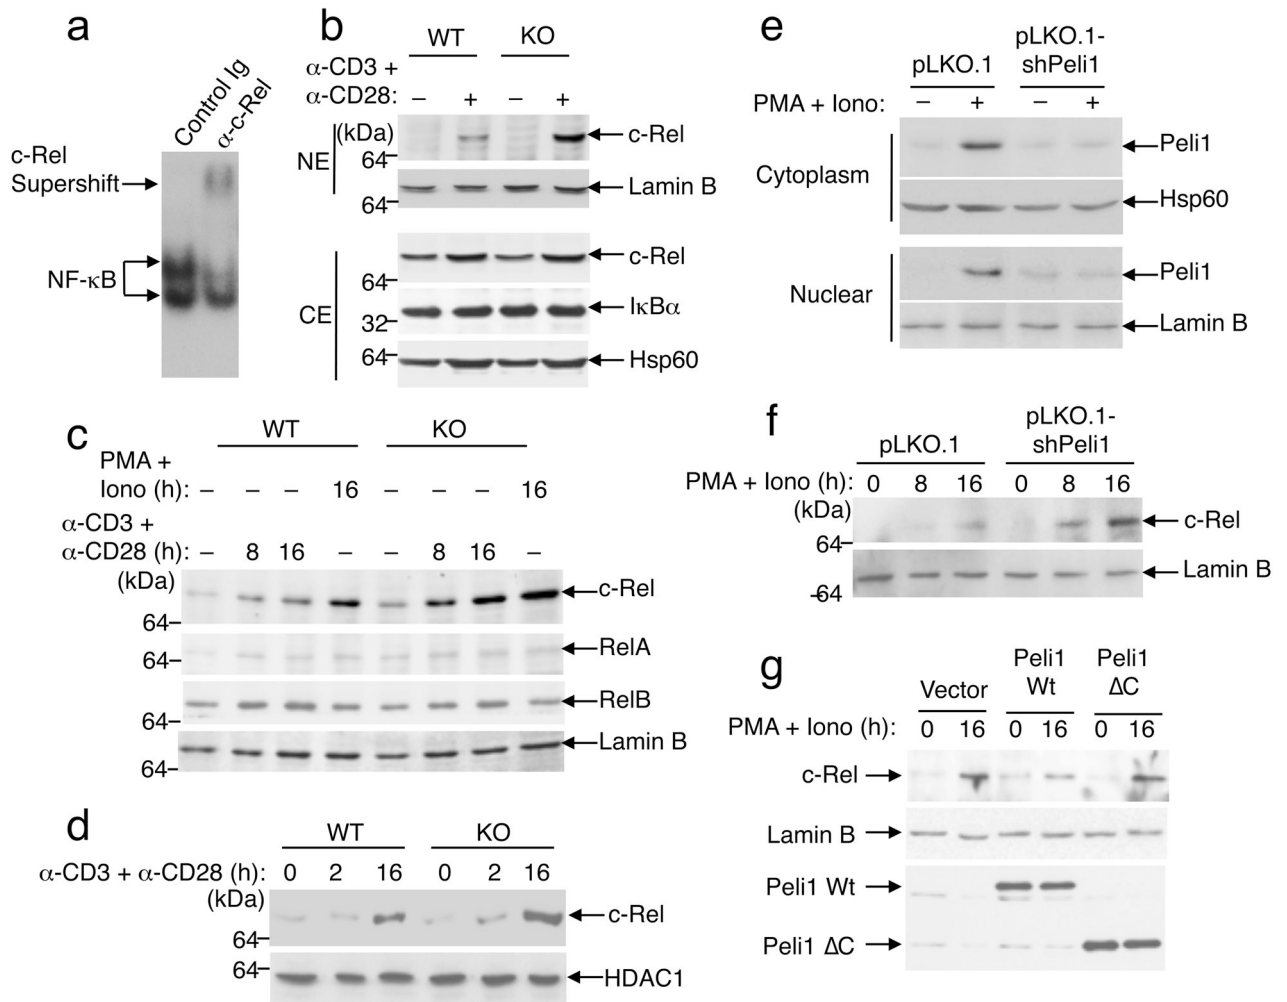 a
Control Ig
α-c-Rel
c-Rel
Supershift
NF-κB
b
WT KO
α-CD3 +
α-CD28: – + – +
(kDa)
NE
c-Rel
64
Lamin B
64
CE
c-Rel
64
IκBα
32
64
Hsp60
c
WT KO
PMA +
Iono (h): – – – 16 – – – 16
α-CD3 +
α-CD28 (h): – 8 16 – – 8 16 –
(kDa)
c-Rel
64
RelA
64
RelB
64
Lamin B
64
d
WT KO
α-CD3 + α-CD28 (h): 0 2 16 0 2 16
(kDa)
c-Rel
64
64
HDAC1
e
pLKO.1 pLKO.1-
shPeli1
PMA + Iono: – + – +
Cytoplasm
Peli1
Hsp60
Nuclear
Peli1
Lamin B
f
pLKO.1 pLKO.1-
shPeli1
PMA + Iono (h): 0 8 16 0 8 16
(kDa)
c-Rel
64
Lamin B
64
g
Vector Peli1
Wt Peli1
ΔC
PMA + Iono (h): 0 16 0 16 0 16
c-Rel
Lamin B
Peli1 Wt
Peli1 ΔC